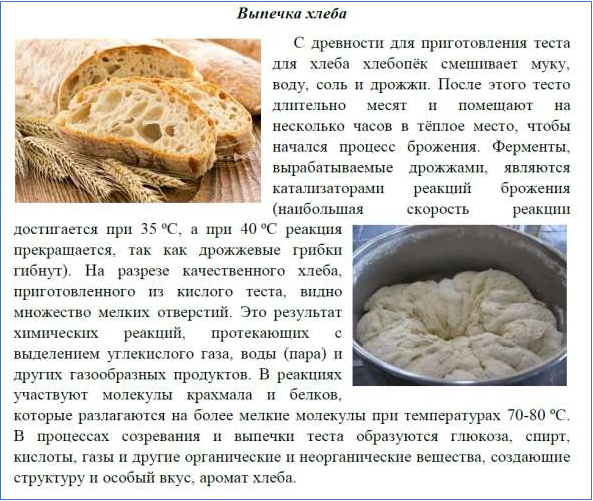 Выпечка хлеба
С древности для приготовления теста
для хлеба хлебопёк смешивает муку,
воду, соль и дрожжи. После этого тесто
длительно месят и помещают на
несколько часов в тёплое место, чтобы
начался процесс брожения. Ферменты,
вырабатываемые дрожжами, являются
катализаторами реакций брожения
(наибольшая скорость реакции
достигается при 35 ºС, а при 40 ºС реакция
прекращается, так как дрожжевые грибки
гибнут). На разрезе качественного хлеба,
приготовленного из кислого теста, видно
множество мелких отверстий. Это результат
химических реакций, протекающих с
выделением углекислого газа, воды (пара) и
других газообразных продуктов. В реакциях
участвуют молекулы крахмала и белков,
которые разлагаются на более мелкие молекулы при температурах 70-80 ºС.
В процессах созревания и выпечки теста образуются глюкоза, спирт,
кислоты, газы и другие органические и неорганические вещества, создающие
структуру и особый вкус, аромат хлеба.